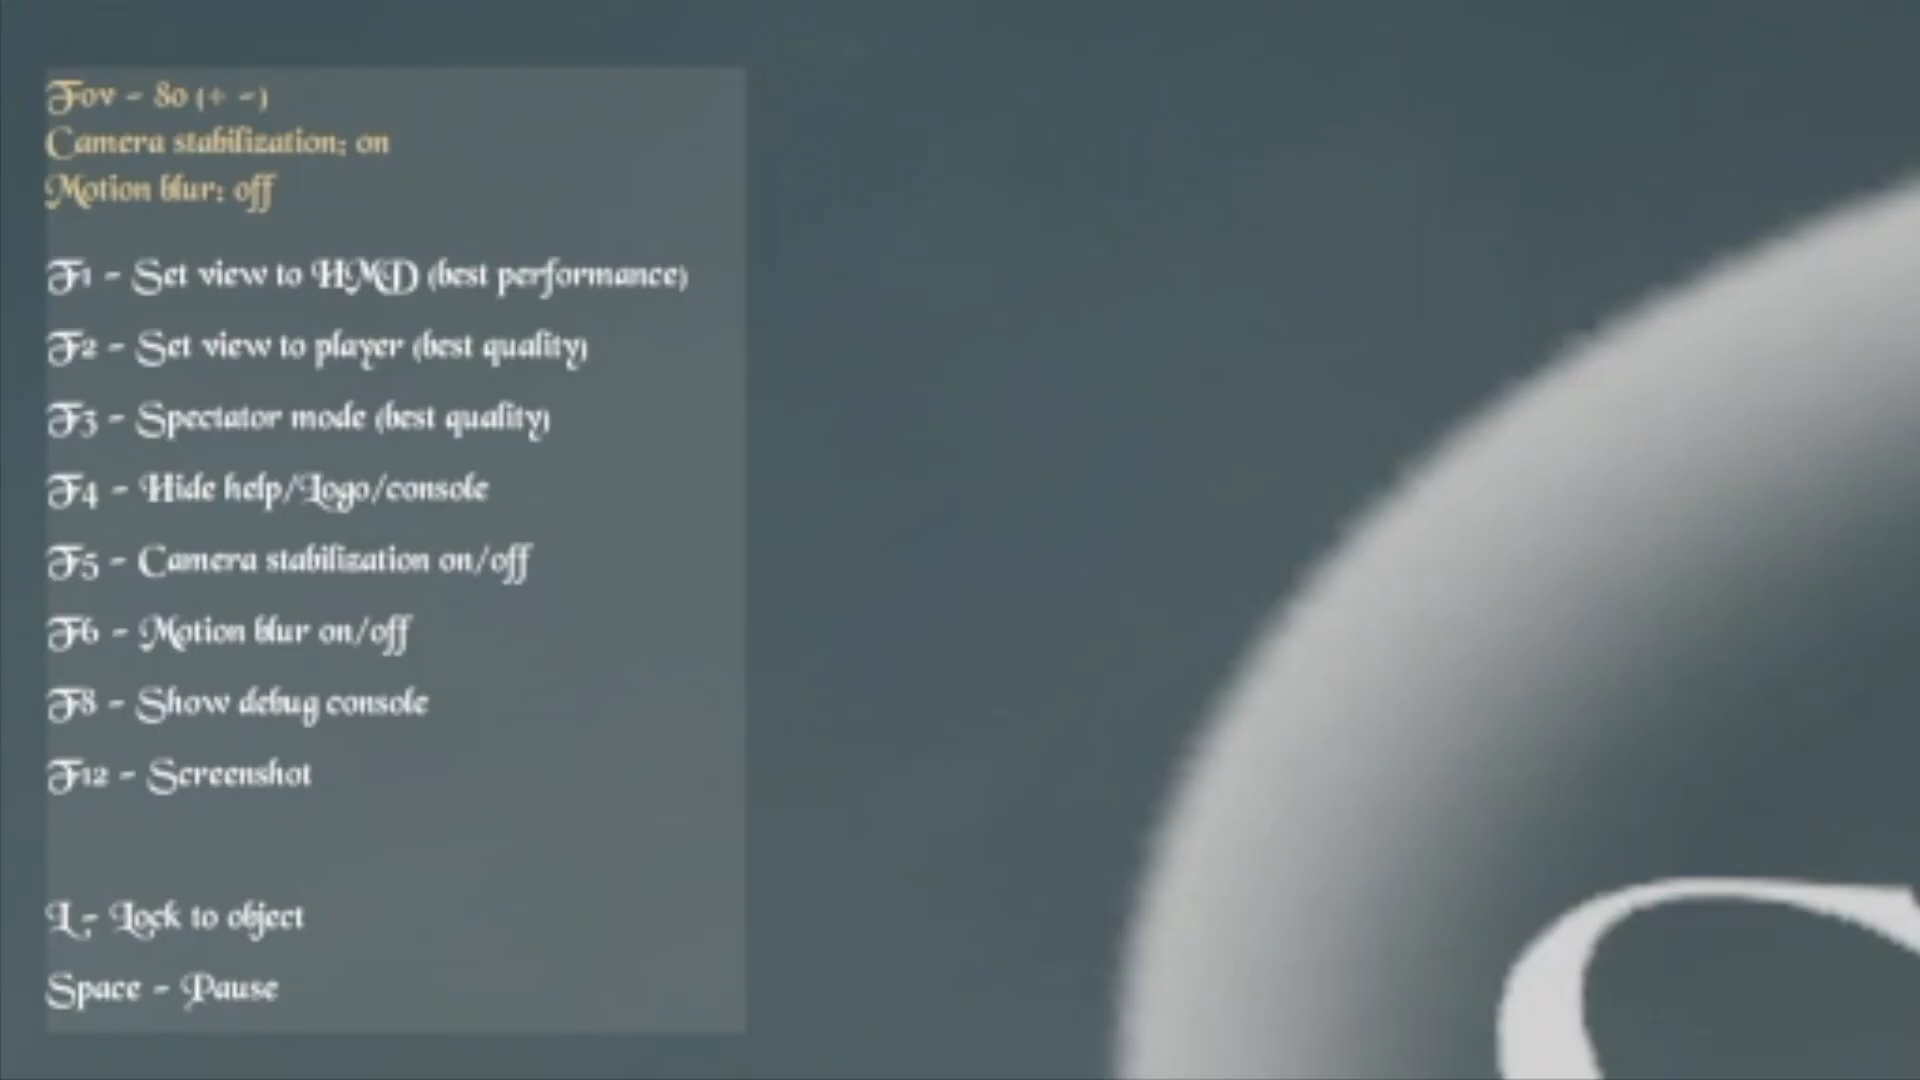 Fov - 80 (+ -)
Camera stabilization: on
Motion blur: off
F1 - Set view to HMD (best performance)
F2 - Set view to player (best quality)
F3 - Spectator mode (best quality)
F4 - Hide help/Logo/console
F5 - Camera stabilization on/off
F6 - Motion blur on/off
F8 - Show debug console
F12 - Screenshot
L - Lock to object
Space - Pause